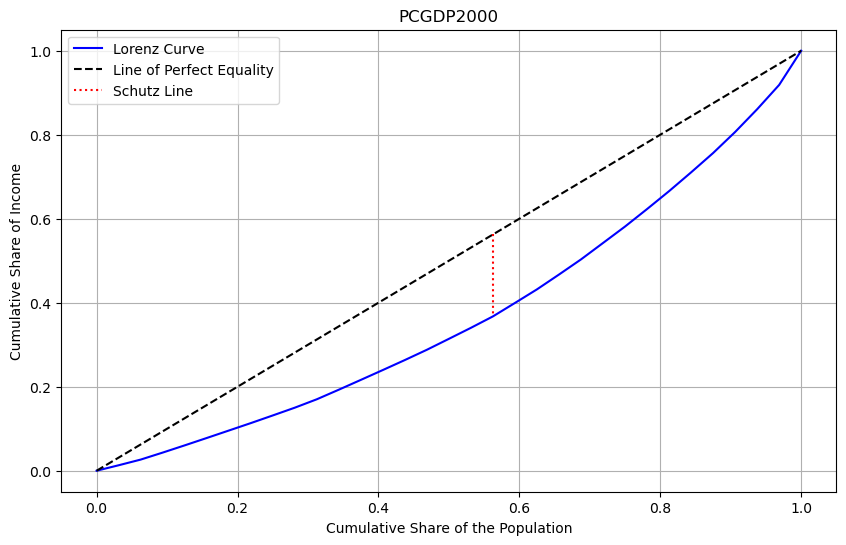 PCGDP2000
Lorenz Curve
Line of Perfect Equality
Schutz Line
1.0
0.8
0.6
0.4
0.2
0.0
Cumulative Share of Income
0.0 0.2 0.4 0.6 0.8 1.0
Cumulative Share of the Population